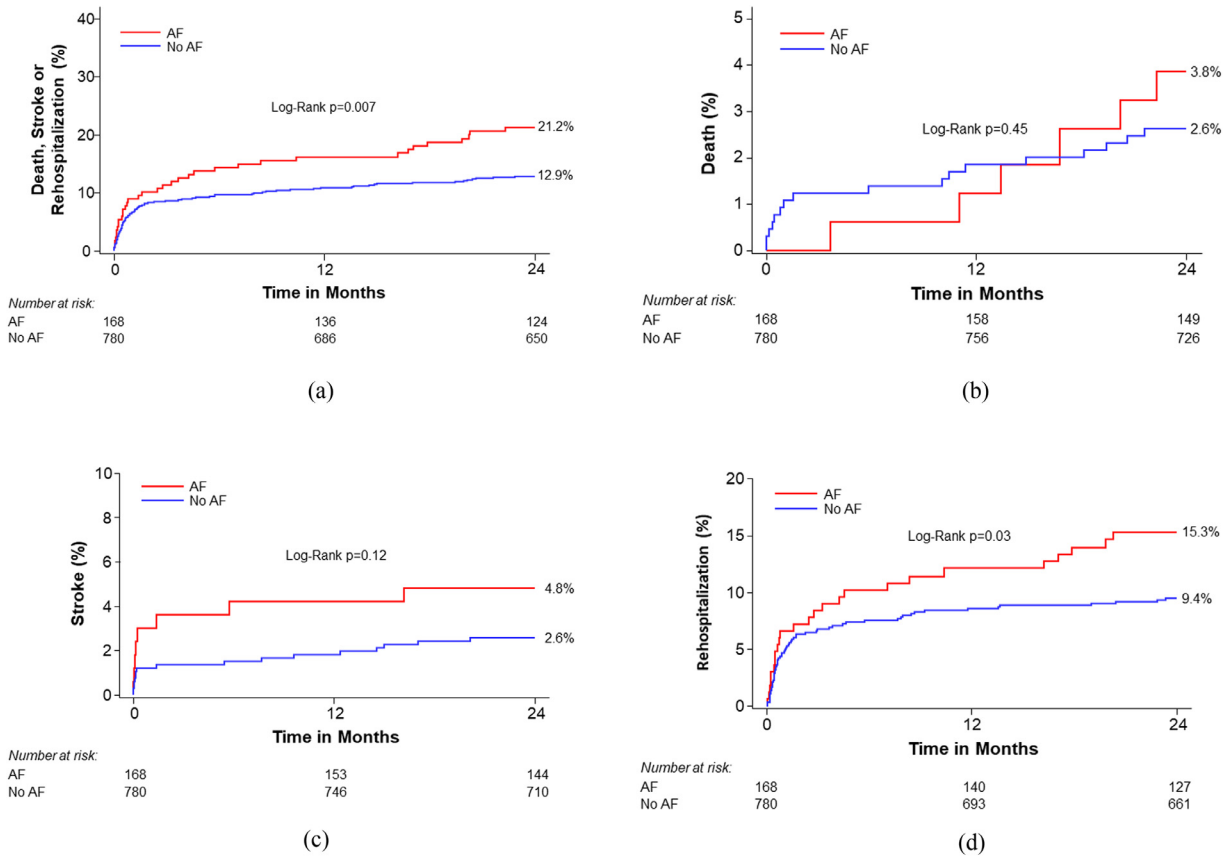 40
30
20
10
0
Death, Stroke or
Rehospitalization (%)
AF
No AF
Log-Rank p=0.007
21.2%
12.9%
0 12 24
Time in Months
Number at risk:
AF 168 136 124
No AF 780 686 650
(a)
5
4
3
2
1
0
Death (%)
AF
No AF
Log-Rank p=0.45
3.8%
2.6%
0 12 24
Time in Months
Number at risk:
AF 168 158 149
No AF 780 756 726
(b)
10
8
6
4
2
0
Stroke (%)
AF
No AF
Log-Rank p=0.12
4.8%
2.6%
0 12 24
Time in Months
Number at risk:
AF 168 153 144
No AF 780 746 710
(c)
20
15
10
5
0
Rehospitalization (%)
AF
No AF
Log-Rank p=0.03
15.3%
9.4%
0 12 24
Time in Months
Number at risk:
AF 168 140 127
No AF 780 693 661
(d)